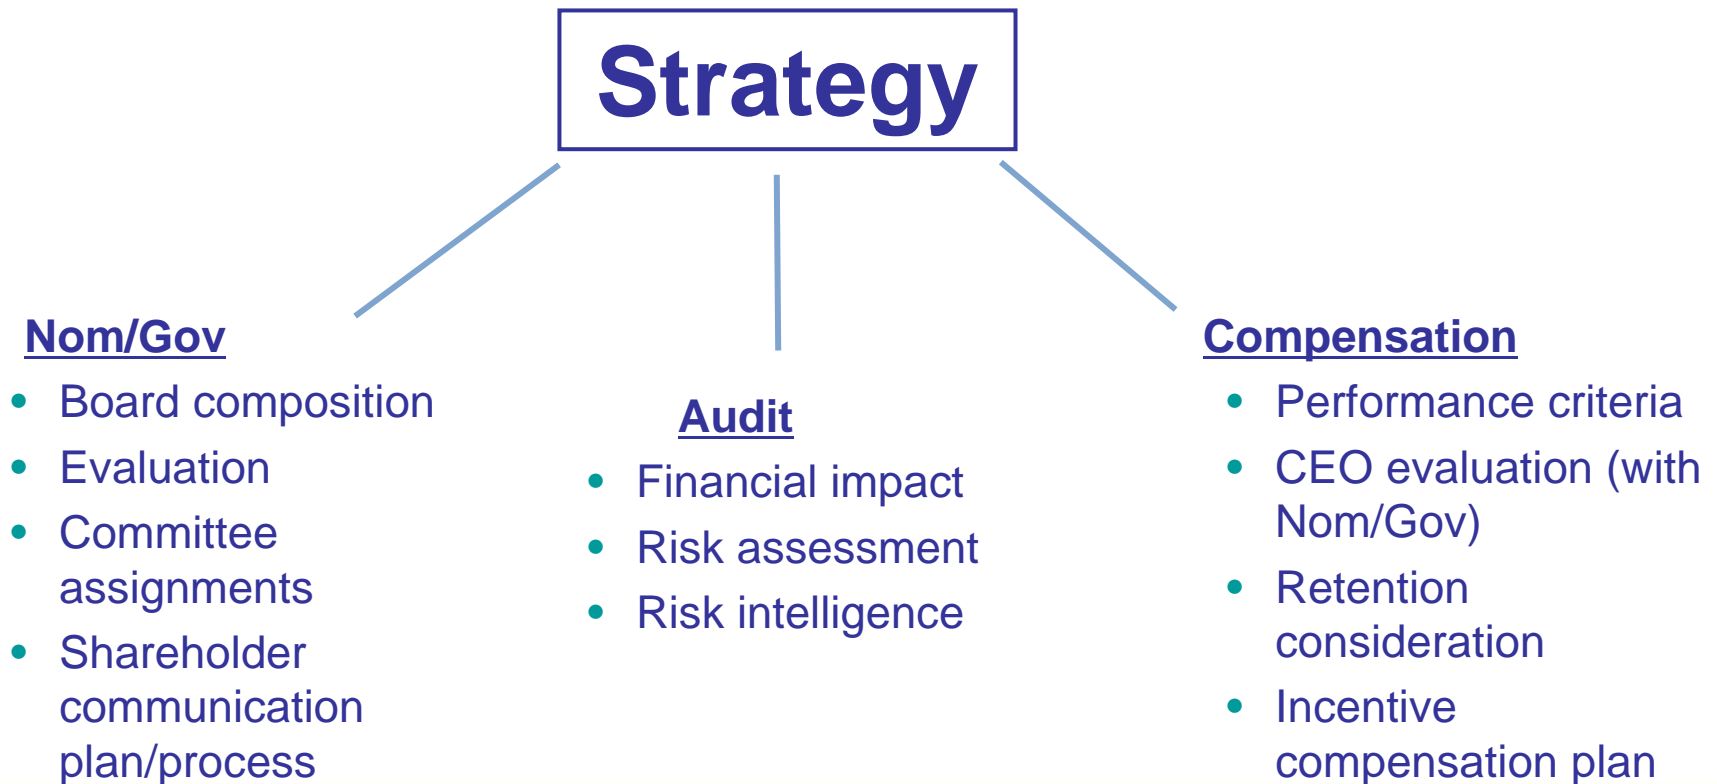 Strategy
Nom/Gov
• Board composition
• Evaluation
• Committee
assignments
• Shareholder
communication
plan/process
Audit
• Financial impact
• Risk assessment
• Risk intelligence
Compensation
• Performance criteria
• CEO evaluation (with
Nom/Gov)
• Retention
consideration
• Incentive
compensation plan